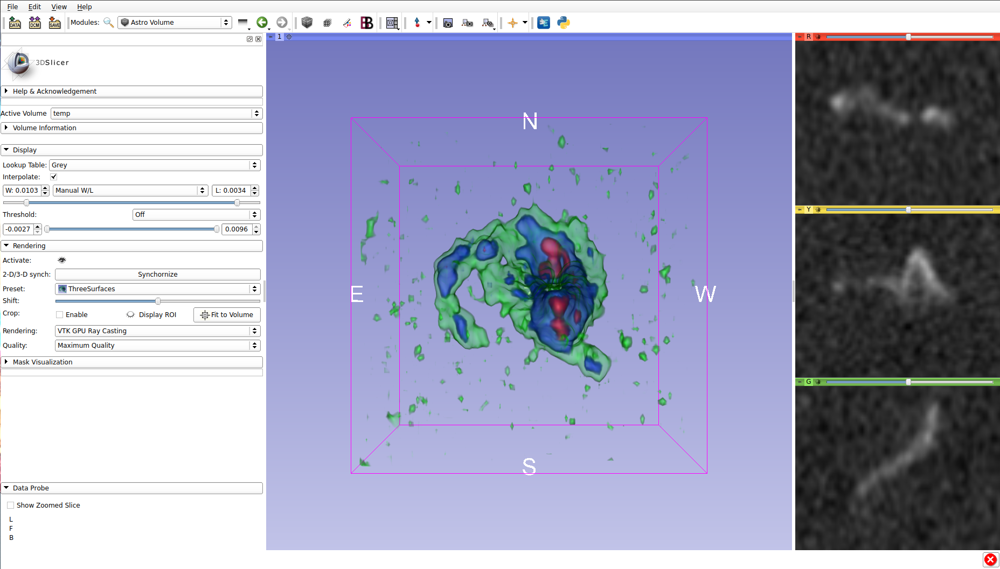 File Edit View Help
DATA DCM SAVE Modules: Astro Volume
1
R
3DSlicer
Help & Acknowledgement
Active Volume temp
Volume Information
Display
Lookup Table: Grey
Interpolate:
W: 0.0103 Manual W/L L: 0.0034
Threshold: Off
-0.0027 0.0096
Rendering
Activate:
2-D/3-D synch: Synchornize
Preset: ThreeSurfaces
Shift:
Crop: Enable Display ROI Fit to Volume
Rendering: VTK GPU Ray Casting
Quality: Maximum Quality
Mask Visualization
Data Probe
Show Zoomed Slice
L
F
B
N
E W
S
Y
G